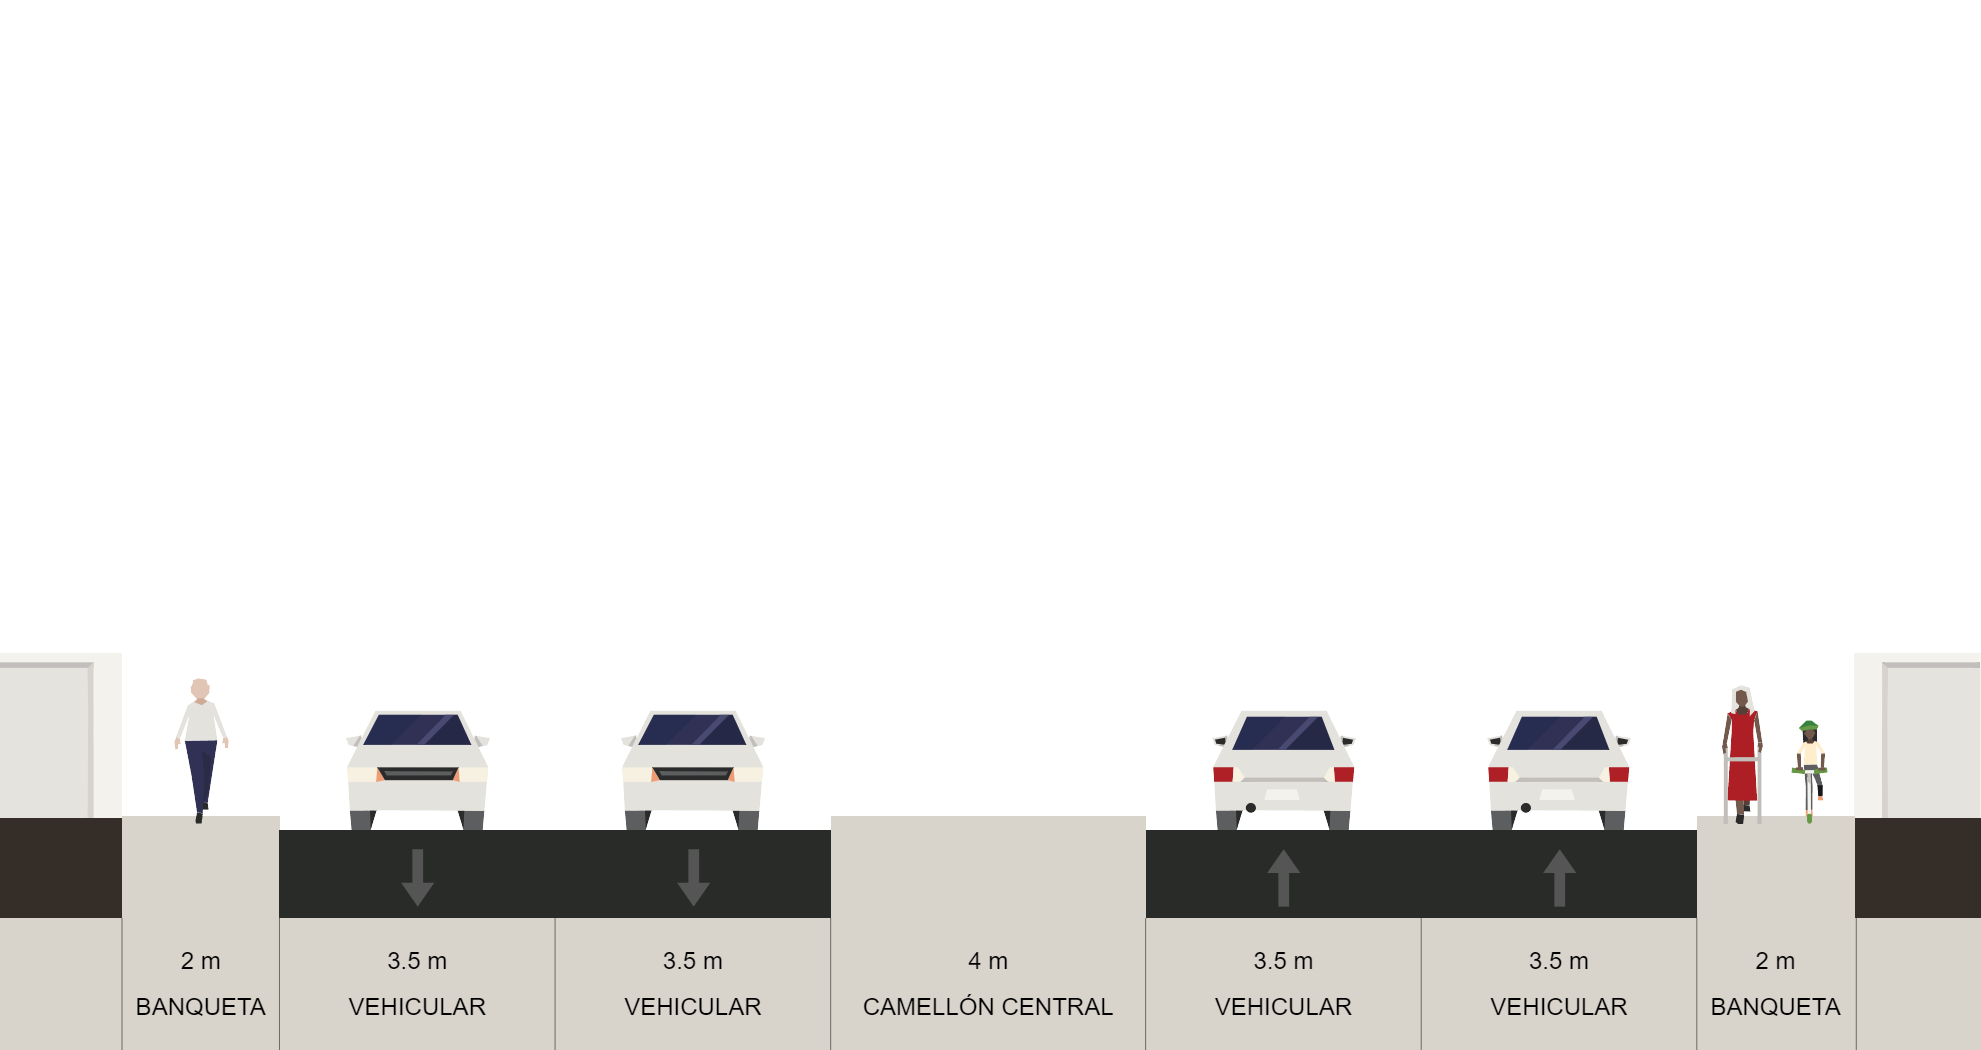 2 m
BANQUETA
3.5 m
VEHICULAR
3.5 m
VEHICULAR
4 m
CAMELLÓN CENTRAL
3.5 m
VEHICULAR
3.5 m
VEHICULAR
2 m
BANQUETA